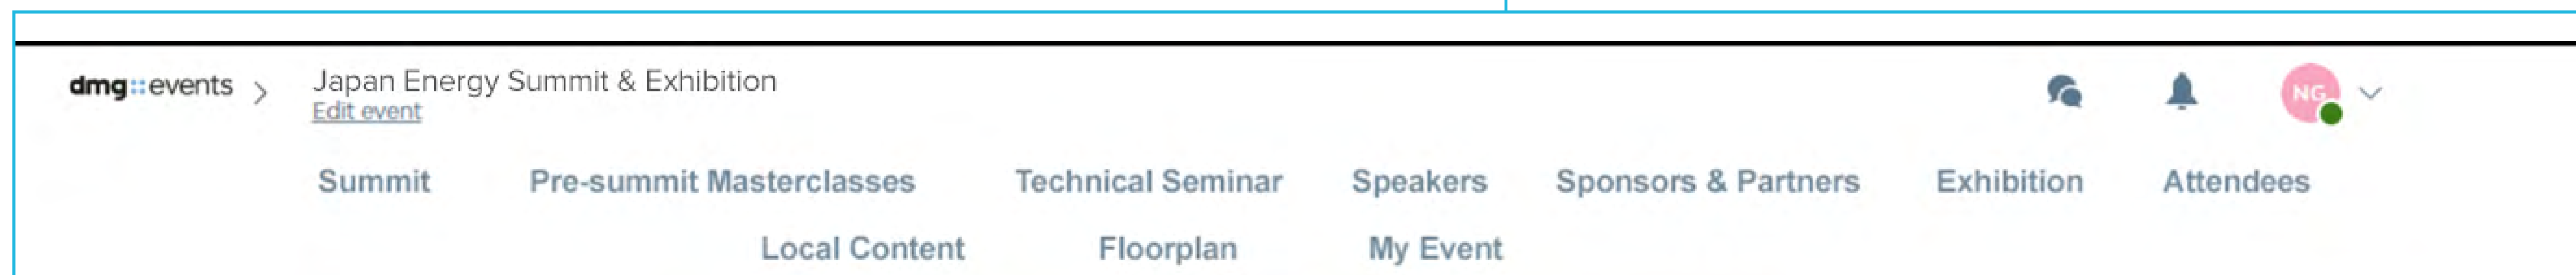 dmg::events > Japan Energy Summit & Exhibition
Edit event
NG
Summit Pre-summit Masterclasses Technical Seminar Speakers Sponsors & Partners Exhibition Attendees
Local Content Floorplan My Event